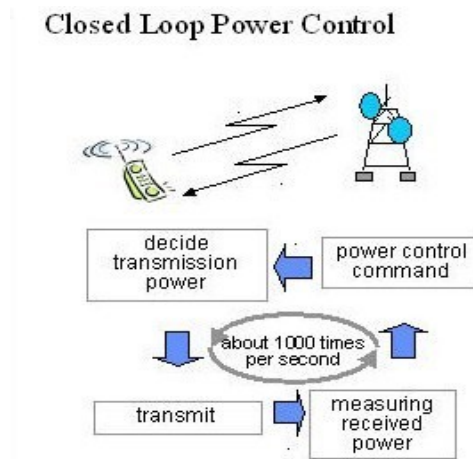 Closed Loop Power Control
decide
transmission
power
power control
command
about 1000 times
per second
transmit
measuring
received
power